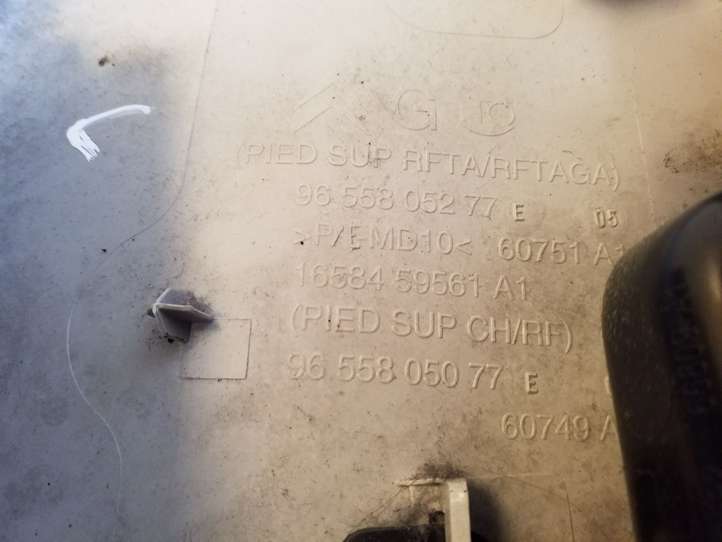 (PIED SUP RFTA/RFTAGA)
96 558 052 77 E 05
>P/E MD10< 60751 A1
16584 59561 A1
(PIED SUP CH/RF)
96 558 050 77 E
60749 A